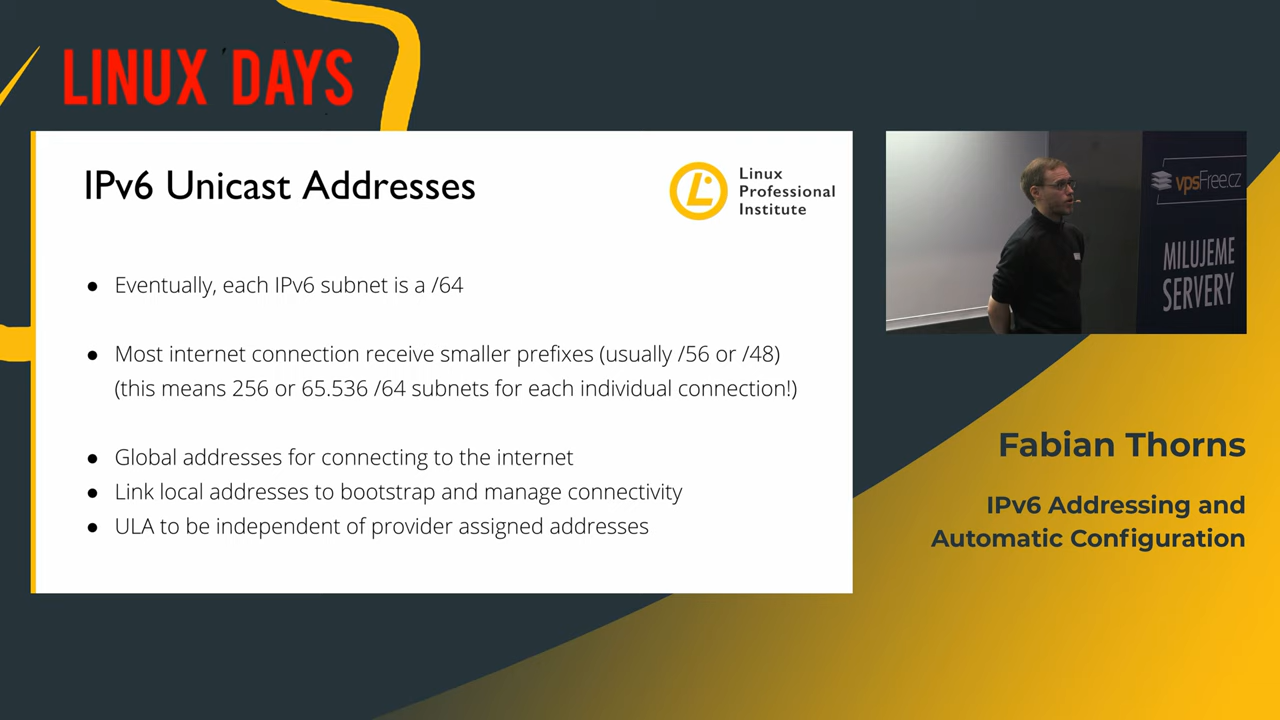 LINUX DAYS
IPv6 Unicast Addresses
Linux
Professional
Institute
● Eventually, each IPv6 subnet is a /64
● Most internet connection receive smaller prefixes (usually /56 or /48)
(this means 256 or 65.536 /64 subnets for each individual connection!)
● Global addresses for connecting to the internet
● Link local addresses to bootstrap and manage connectivity
● ULA to be independent of provider assigned addresses
vpsFree.cz
MILUJEME
SERVERY
Fabian Thorns
IPv6 Addressing and
Automatic Configuration